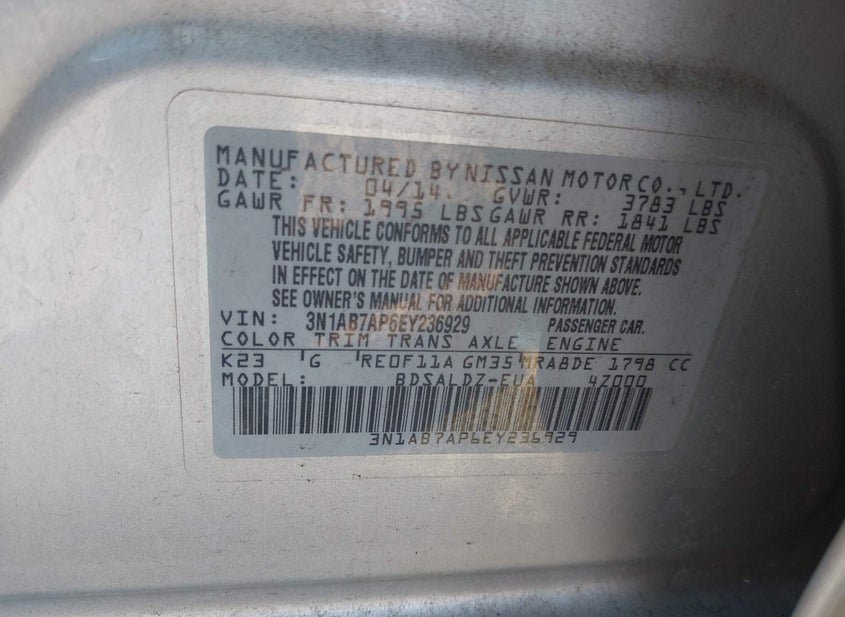 MANUFACTURED BY NISSAN MOTOR CO., LTD.
DATE: 04/14. GVWR: 3783 LBS
GAWR FR: 1995 LBS GAWR RR: 1841 LBS
THIS VEHICLE CONFORMS TO ALL APPLICABLE FEDERAL MOTOR
VEHICLE SAFETY, BUMPER AND THEFT PREVENTION STANDARDS
IN EFFECT ON THE DATE OF MANUFACTURE SHOWN ABOVE.
SEE OWNER'S MANUAL FOR ADDITIONAL INFORMATION.
VIN: 3N1AB7AP6EY236929 PASSENGER CAR.
COLOR TRIM TRANS AXLE ENGINE
K23 G RE0F11A GM35 MRA8DE 1798 CC
MODEL: BDSALDZ-EUA 4Z000
3N1AB7AP6EY236929